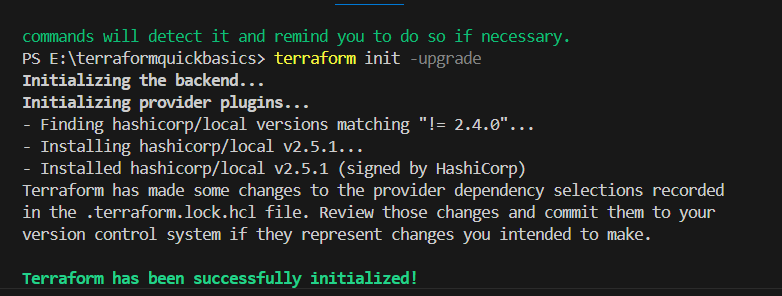 commands will detect it and remind you to do so if necessary.
PS E:\terraformquickbasics> terraform init -upgrade
Initializing the backend...
Initializing provider plugins...
- Finding hashicorp/local versions matching "!= 2.4.0"...
- Installing hashicorp/local v2.5.1...
- Installed hashicorp/local v2.5.1 (signed by HashiCorp)
Terraform has made some changes to the provider dependency selections recorded
in the .terraform.lock.hcl file. Review those changes and commit them to your
version control system if they represent changes you intended to make.
Terraform has been successfully initialized!